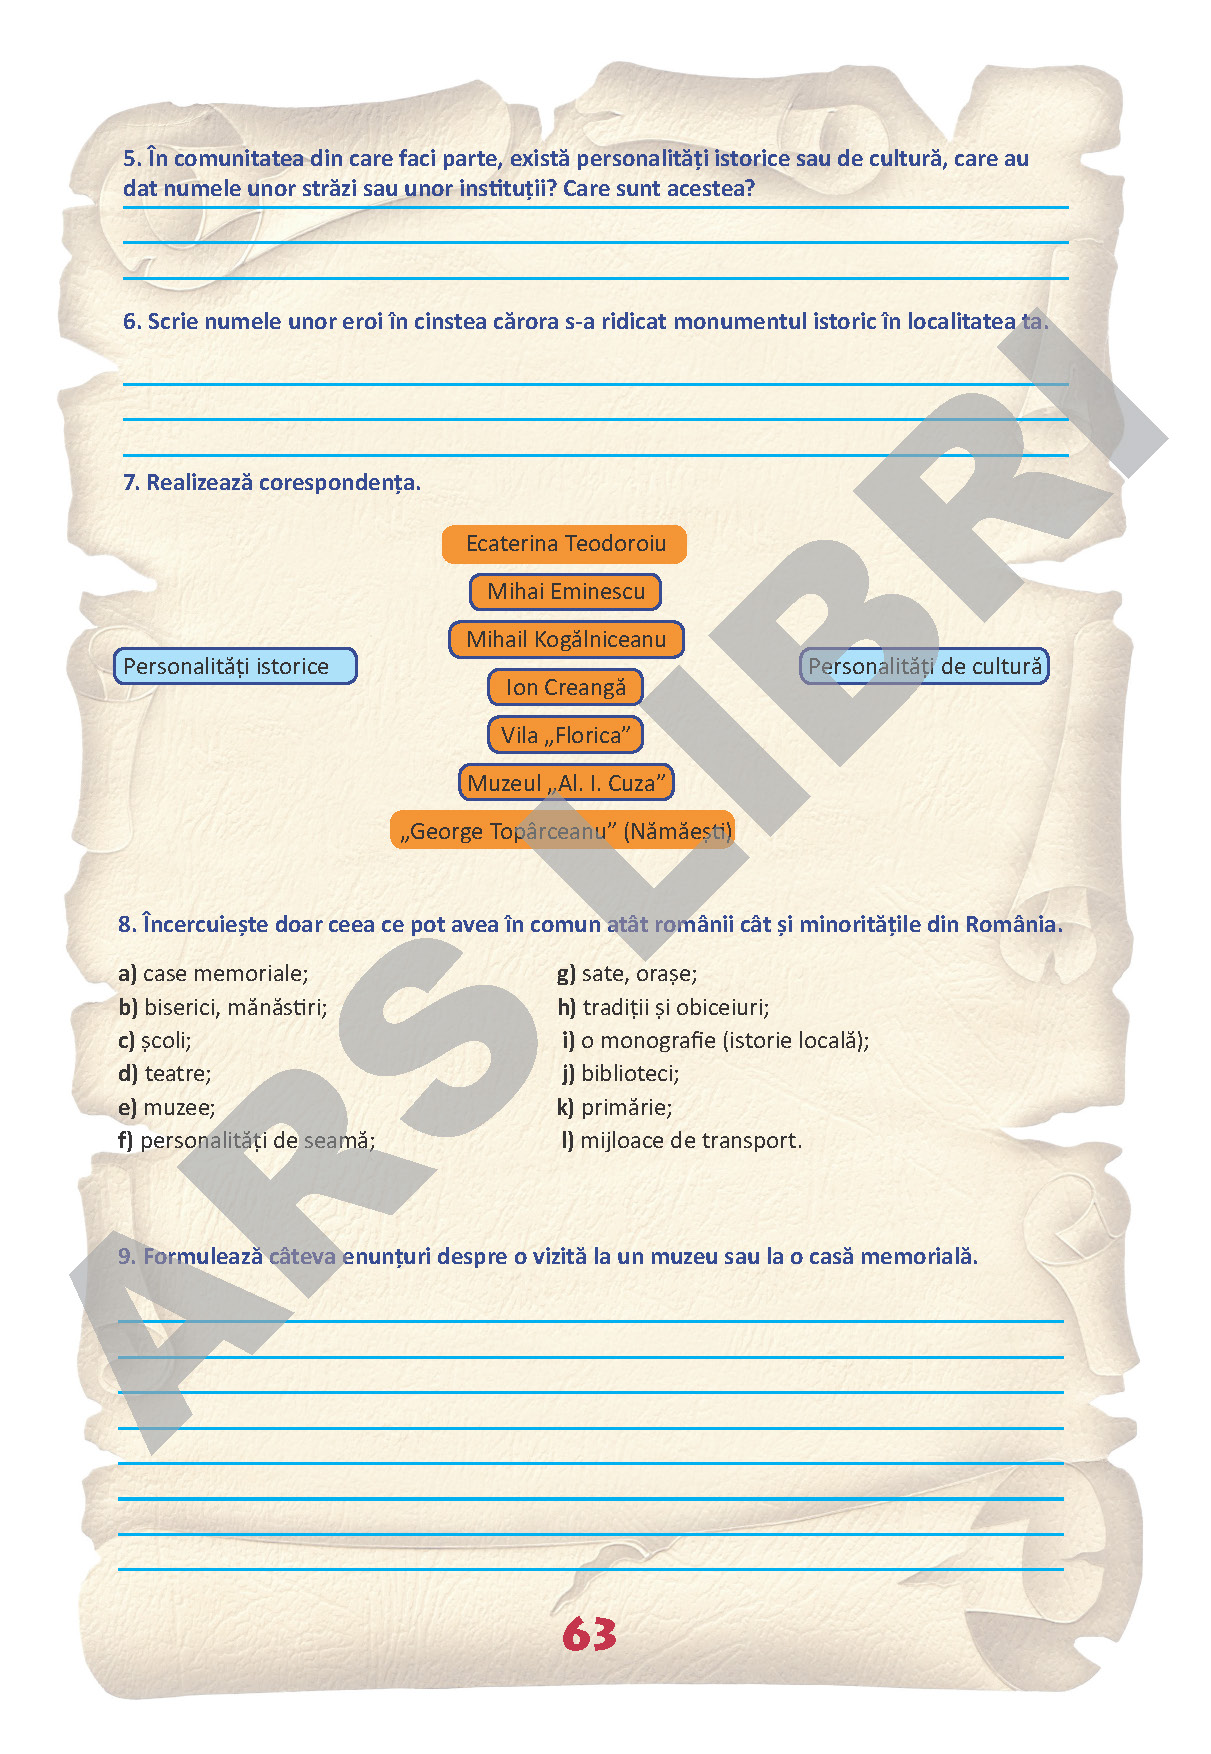 5. În comunitatea din care faci parte, există personalități istorice sau de cultură, care au
dat numele unor străzi sau unor instituții? Care sunt acestea?
6. Scrie numele unor eroi în cinstea cărora s-a ridicat monumentul istoric în localitatea ta.
7. Realizează corespondența.
Ecaterina Teodoroiu
Mihai Eminescu
Mihail Kogălniceanu
Personalități istorice
Personalități de cultură
Ion Creangă
Vila „Florica”
Muzeul „Al. I. Cuza”
„George Topârceanu” (Nămăești)
8. Încercuiește doar ceea ce pot avea în comun atât românii cât și minoritățile din România.
a) case memoriale;
b) biserici, mănăstiri;
c) școli;
d) teatre;
e) muzee;
f) personalități de seamă;
g) sate, orașe;
h) tradiții și obiceiuri;
i) o monografie (istorie locală);
j) biblioteci;
k) primărie;
l) mijloace de transport.
9. Formulează câteva enunțuri despre o vizită la un muzeu sau la o casă memorială.
63
ARS LIBRI